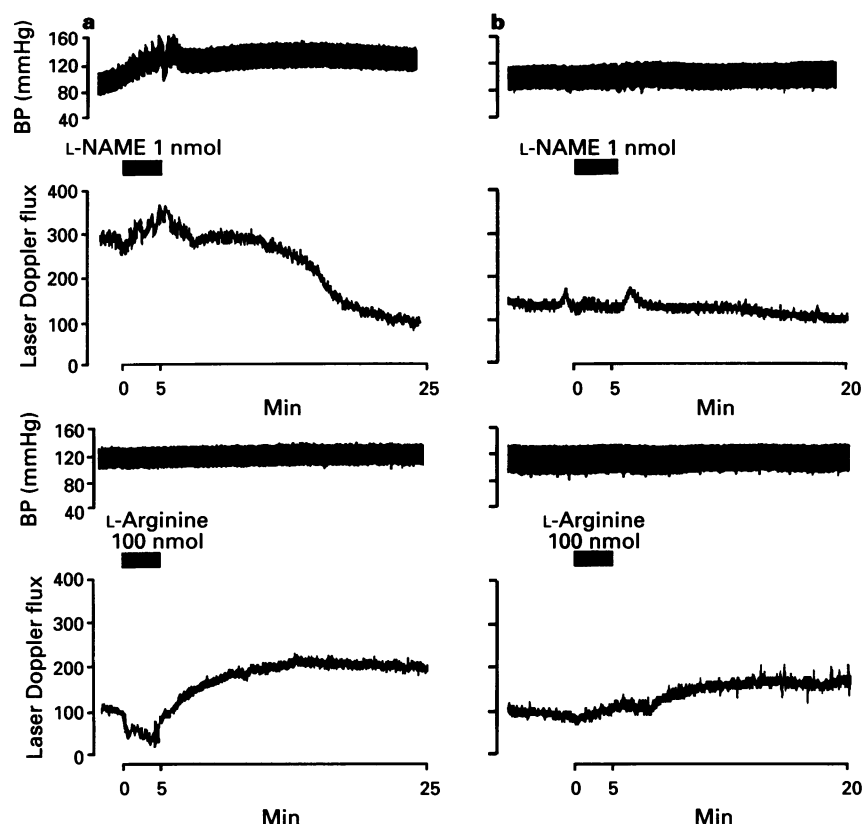 a
BP (mmHg)
160
120
80
40
L-NAME 1 nmol
Laser Doppler flux
400
300
200
100
0
0 5 25
Min
b
L-NAME 1 nmol
0 5 20
Min
BP (mmHg)
160
120
80
40
L-Arginine
100 nmol
Laser Doppler flux
400
300
200
100
0
0 5 25
Min
L-Arginine
100 nmol
0 5 20
Min